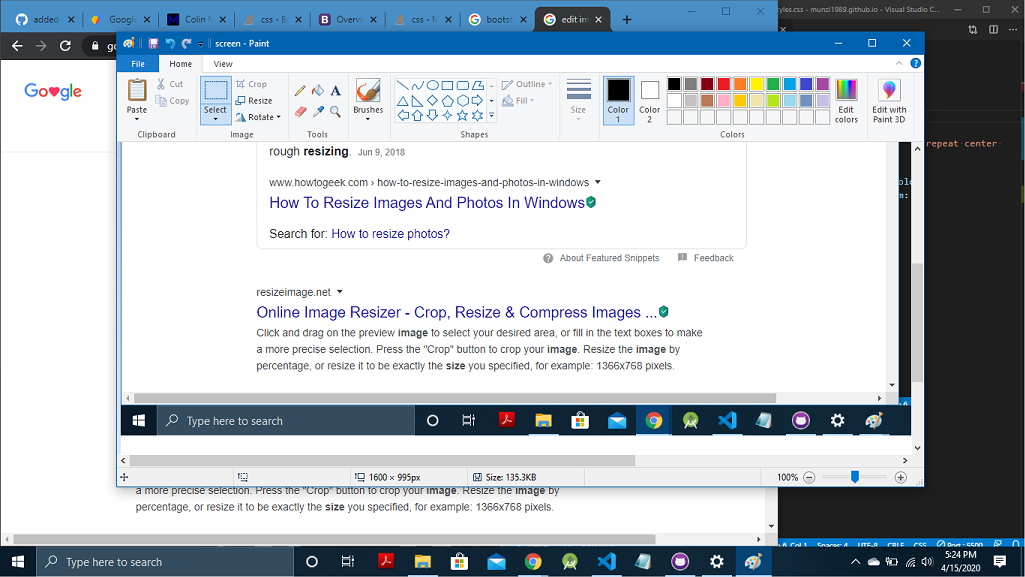 added
Google
Colin
css - B
Overvi
css - M
bootst
edit im
yles.css - munzi1989.github.io - Visual Studio C...
go
Google
screen - Paint
File
Home
View
Paste
Cut
Copy
Clipboard
Select
Crop
Resize
Rotate
Image
Tools
Brushes
Shapes
Outline
Fill
Size
Color 1
Color 2
Colors
Edit colors
Edit with Paint 3D
repeat center
rough resizing. Jun 9, 2018
www.howtogeek.com › how-to-resize-images-and-photos-in-windows
How To Resize Images And Photos In Windows
Search for: How to resize photos?
About Featured Snippets
Feedback
resizeimage.net
Online Image Resizer - Crop, Resize & Compress Images ...
Click and drag on the preview image to select your desired area, or fill in the text boxes to make
a more precise selection. Press the "Crop" button to crop your image. Resize the image by
percentage, or resize it to be exactly the size you specified, for example: 1366x768 pixels.
Type here to search
1600 × 995px
Size: 135.3KB
100%
a more precise selection. Press the "Crop" button to crop your image. Resize the image by
percentage, or resize it to be exactly the size you specified, for example: 1366x768 pixels.
Type here to search
5:24 PM
4/15/2020